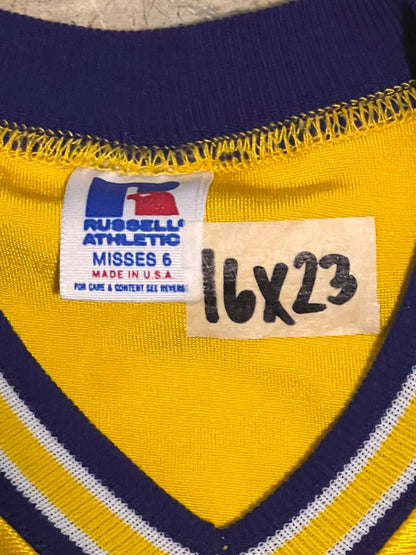 RUSSELL®
ATHLETIC
MISSES 6
MADE IN U.S.A.
FOR CARE & CONTENT SEE REVERSE
16x23